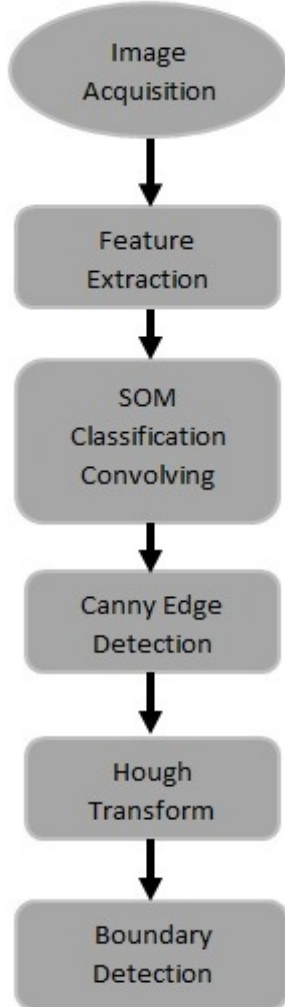 Image
Acquisition
Feature
Extraction
SOM
Classification
Convolving
Canny Edge
Detection
Hough
Transform
Boundary
Detection